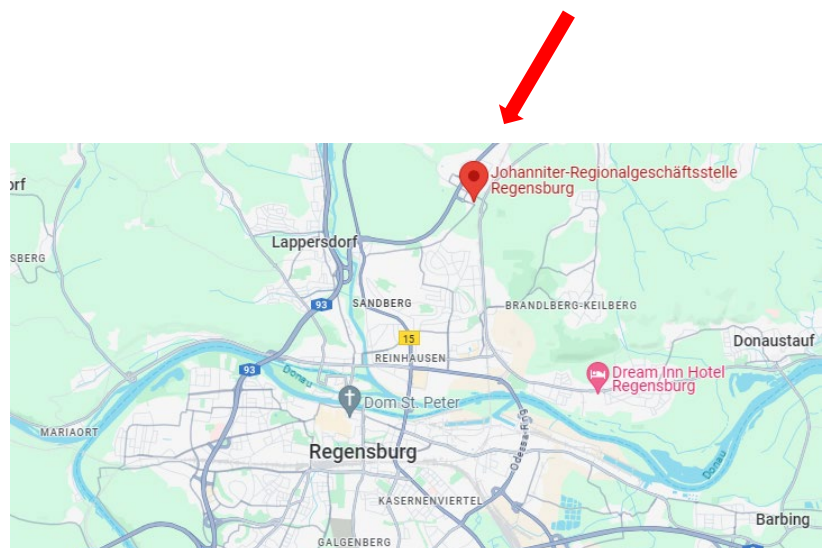 Johanniter-Regionalgeschäftsstelle
Regensburg
orf
Lappersdorf
SBERG
93
SANDBERG
BRANDLBERG-KEILBERG
15
Donaustauf
REINHAUSEN
93
Donau
Dream Inn Hotel
Regensburg
Dom St. Peter
MARIAORT
Odessa-Ring
Regensburg
Donau
KASERNENVIERTEL
Barbing
GALGENBERG